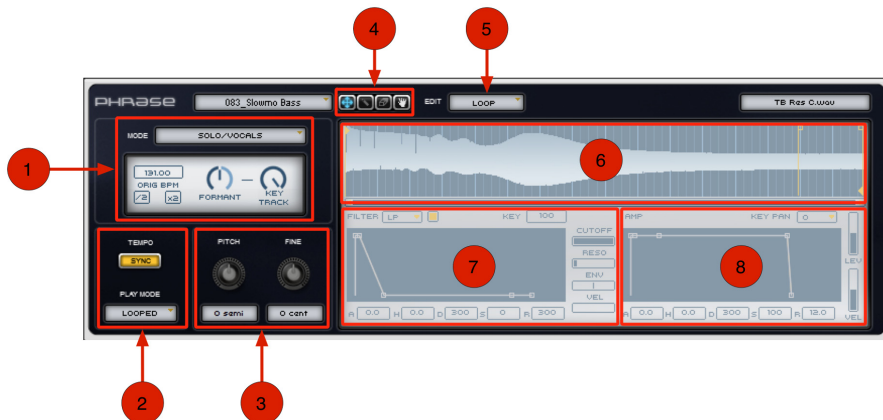 4
5
PHRASE
083_Slowmo Bass
EDIT
LOOP
TB Res C.wav
MODE
SOLO/VOCALS
1
131.00
ORIG BPM
/2
x2
FORMANT
KEY TRACK
6
TEMPO
SYNC
PLAY MODE
LOOPED
PITCH
FINE
0 semi
0 cent
FILTER
LP
KEY
100
CUTOFF
RESO
ENV
VEL
7
A 0.0 H 0.0 D 300 S 0 R 300
AMP
KEY PAN
0
8
LEV
VEL
A 0.0 H 0.0 D 300 S 100 R 12.0
2
3